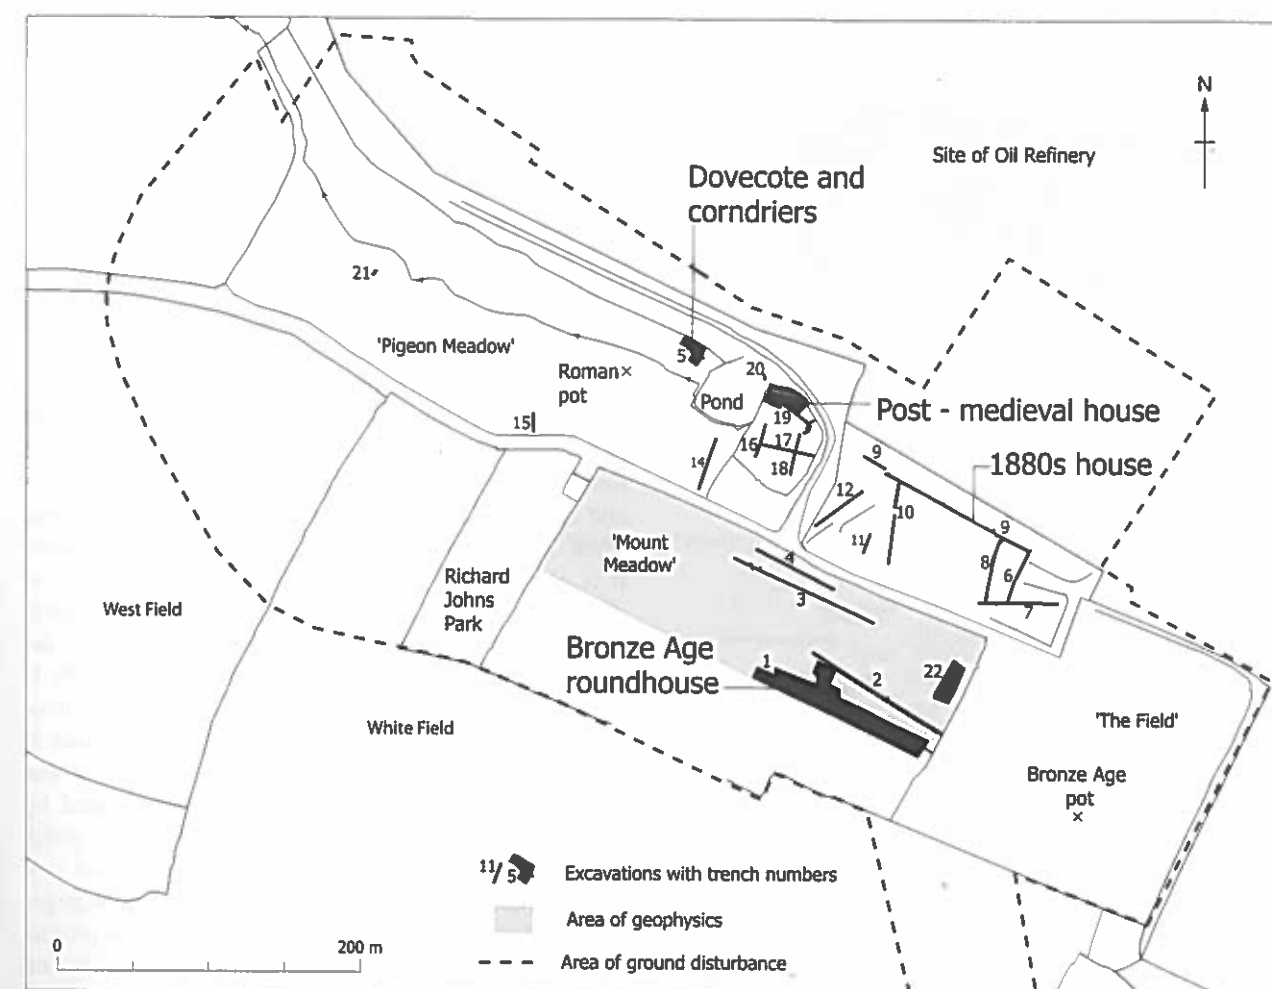 N
Site of Oil Refinery
Dovecote and
corndriers
21
'Pigeon Meadow'
5
Roman
pot
20
Pond
Post - medieval house
19
15
16
17
14
18
9
1880s house
12
10
9
11
8
6
7
'Mount
Meadow'
4
3
Richard
Johns
Park
West Field
Bronze Age
roundhouse
1
2
22
White Field
'The Field'
Bronze Age
pot
11
5
Excavations with trench numbers
Area of geophysics
0
200 m
Area of ground disturbance